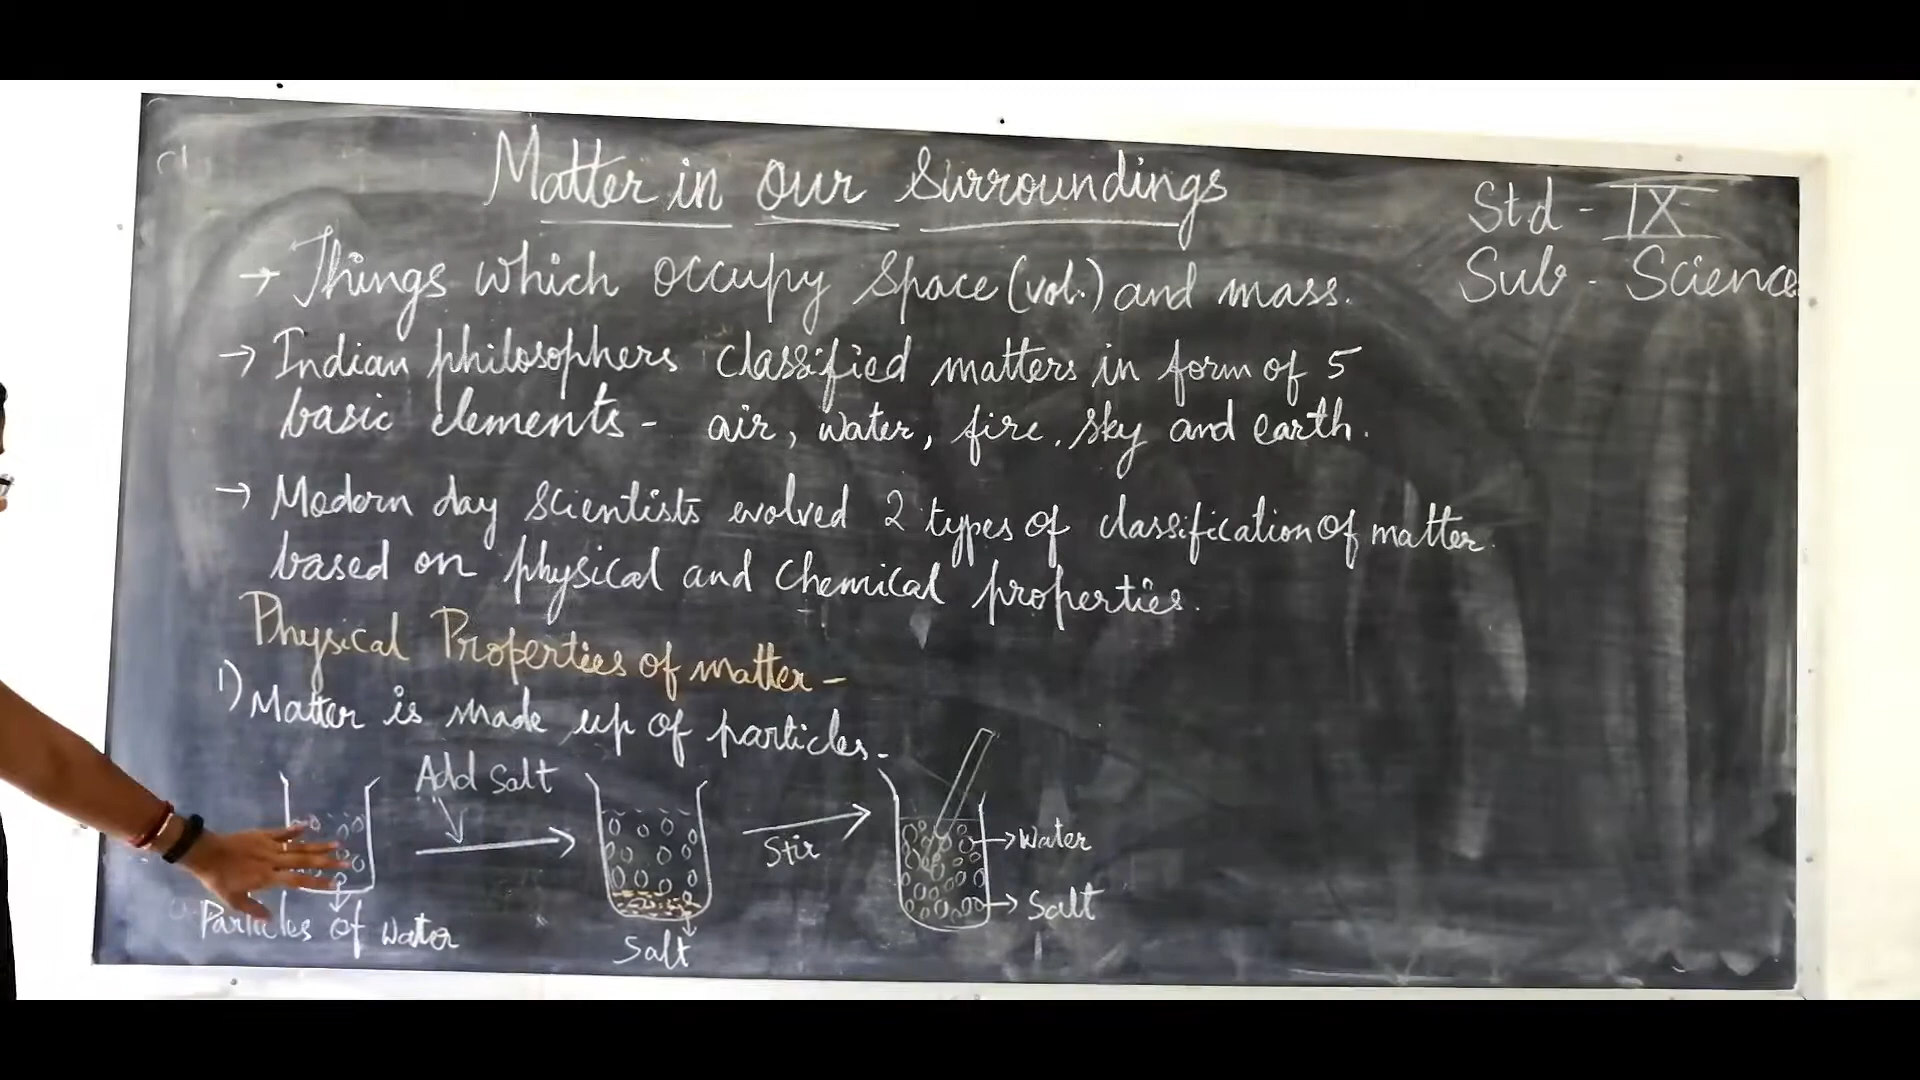 Matter in Our Surroundings
Std - IX
Sub - Science
→ Things which occupy space (vol.) and mass.
→ Indian philosophers classified matters in form of 5
basic elements - air, water, fire, sky and earth.
→ Modern day scientists evolved 2 types of classification of matter
based on physical and chemical properties.
Physical Properties of matter -
1) Matter is made up of particles.
Add Salt
Stir
Water
Salt
Particles of water
Salt